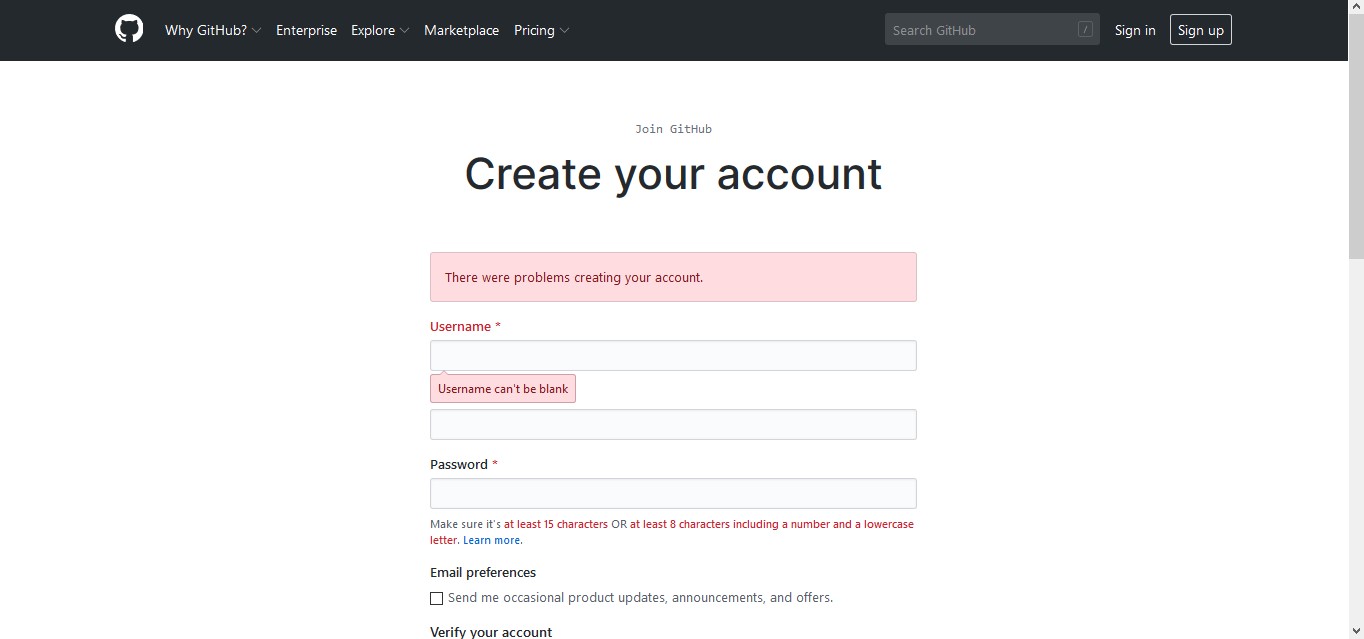 Why GitHub? Enterprise Explore Marketplace Pricing Search GitHub / Sign in Sign up
Join GitHub
Create your account
There were problems creating your account.
Username *
Username can't be blank
Password *
Make sure it's at least 15 characters OR at least 8 characters including a number and a lowercase
letter. Learn more.
Email preferences
Send me occasional product updates, announcements, and offers.
Verify your account